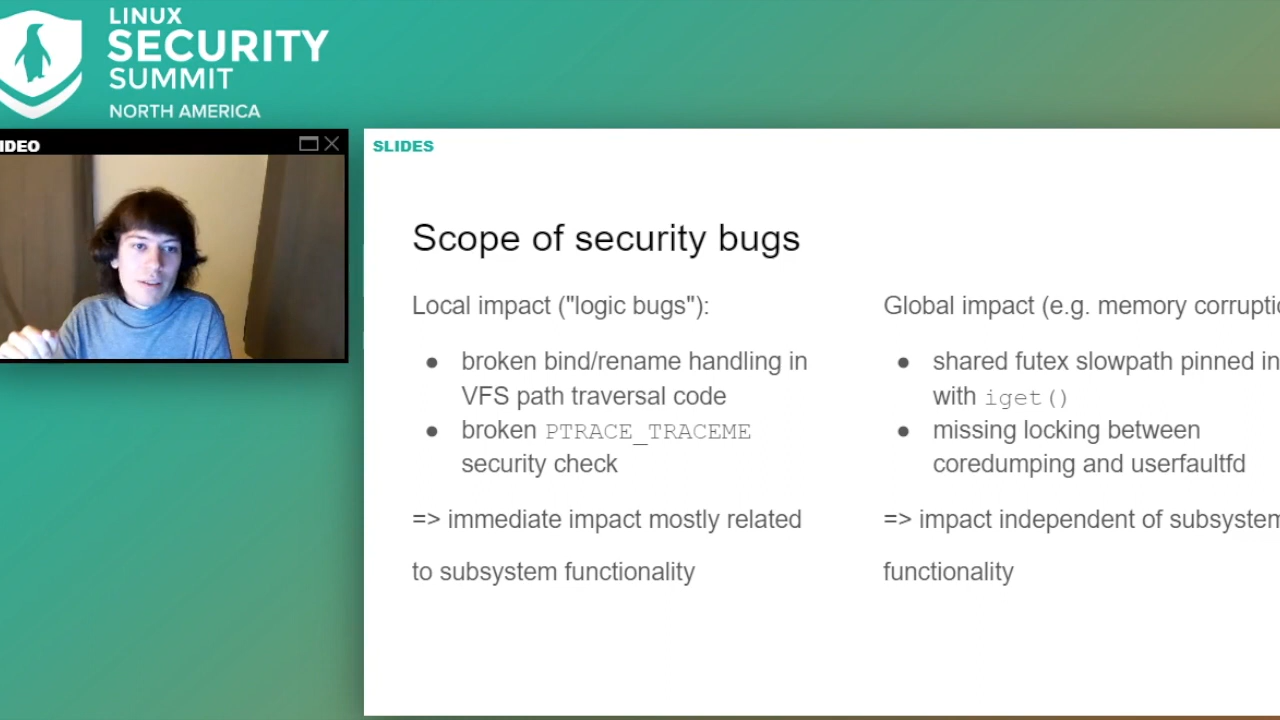 LINUX
SECURITY
SUMMIT
NORTH AMERICA
IDEO
SLIDES
Scope of security bugs
Local impact ("logic bugs"):
● broken bind/rename handling in
VFS path traversal code
● broken PTRACE_TRACEME
security check
=> immediate impact mostly related
to subsystem functionality
Global impact (e.g. memory corruptio
● shared futex slowpath pinned in
with iget()
● missing locking between
coredumping and userfaultfd
=> impact independent of subsystem
functionality